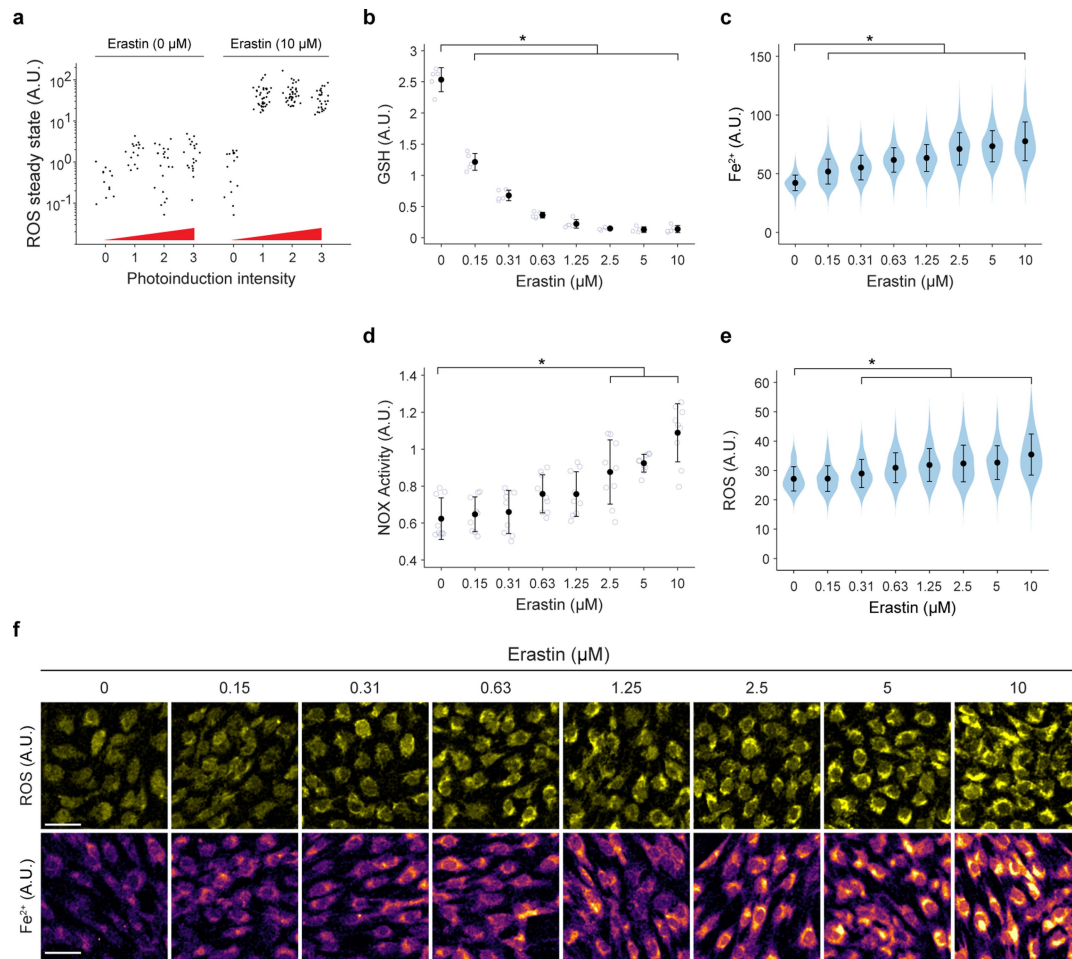 a
Erastin (0 µM) Erastin (10 µM)
ROS steady state (A.U.)
10²
10¹
10⁰
10⁻¹
0 1 2 3 0 1 2 3
Photoinduction intensity
b
*
GSH (A.U.)
3
2.5
2
1.5
1
0.5
0
0 0.15 0.31 0.63 1.25 2.5 5 10
Erastin (µM)
c
*
Fe²⁺ (A.U.)
150
100
50
0
0 0.15 0.31 0.63 1.25 2.5 5 10
Erastin (µM)
d
*
NOX Activity (A.U.)
1.4
1.2
1
0.8
0.6
0.4
0 0.15 0.31 0.63 1.25 2.5 5 10
Erastin (µM)
e
*
ROS (A.U.)
60
50
40
30
20
10
0
0 0.15 0.31 0.63 1.25 2.5 5 10
Erastin (µM)
f
Erastin (µM)
0 0.15 0.31 0.63 1.25 2.5 5 10
ROS (A.U.)
Fe²⁺ (A.U.)